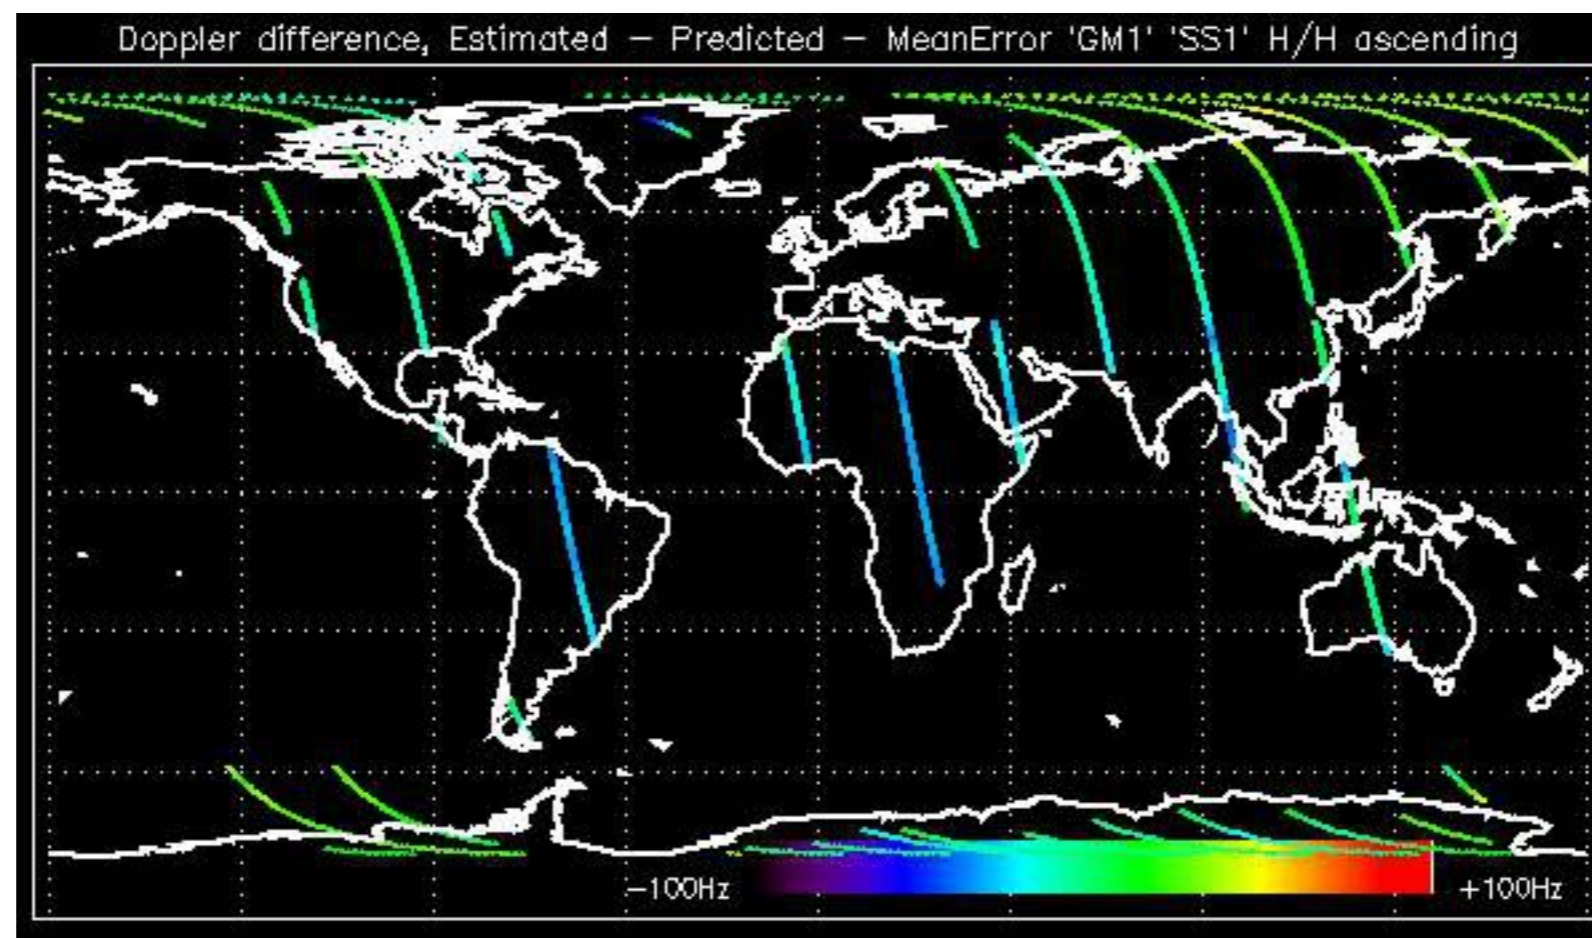 Doppler difference, Estimated − Predicted − MeanError 'GM1' 'SS1' H/H ascending
−100Hz +100Hz